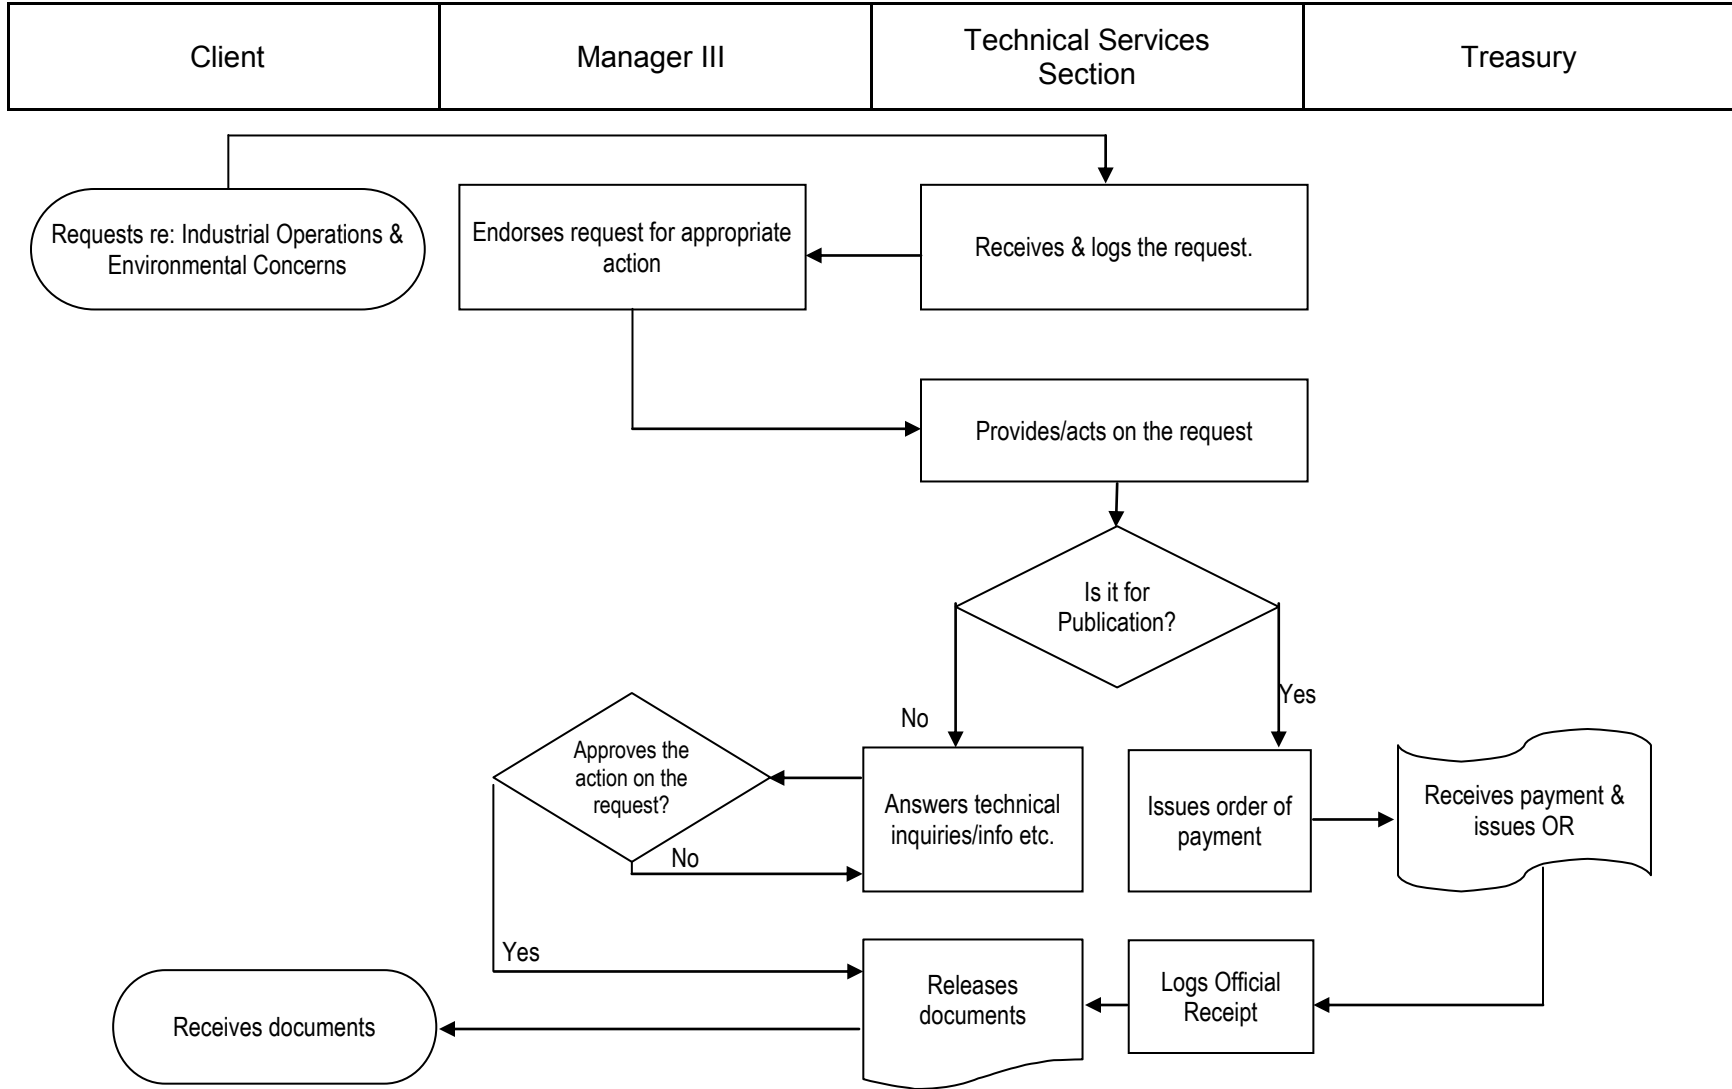 Client
Manager III
Technical Services
Section
Treasury
Requests re: Industrial Operations &
Environmental Concerns
Endorses request for appropriate
action
Receives & logs the request.
Provides/acts on the request
Is it for
Publication?
No
Yes
Approves the
action on the
request?
No
Yes
Answers technical
inquiries/info etc.
Issues order of
payment
Receives payment &
issues OR
Receives documents
Releases
documents
Logs Official
Receipt